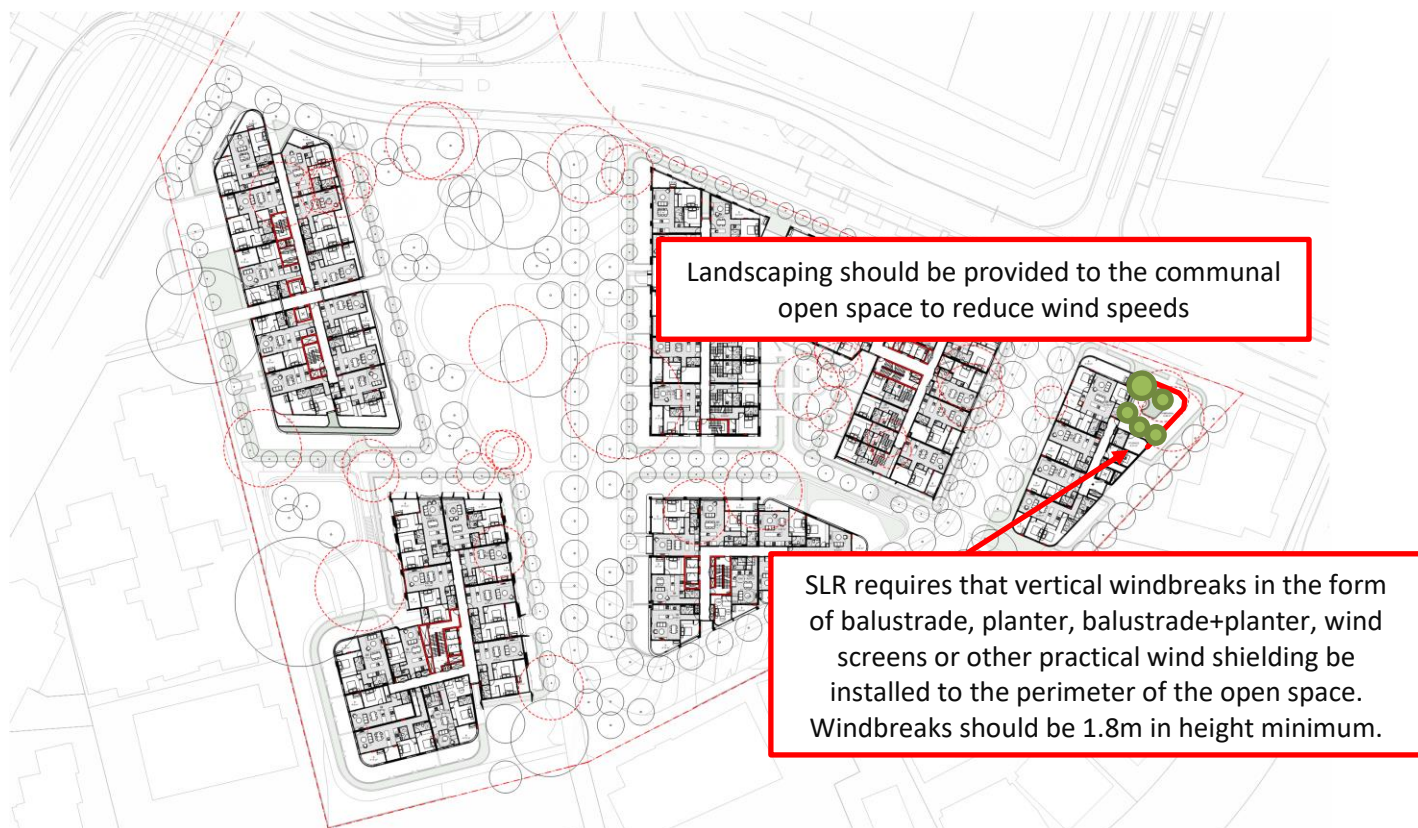 Landscaping should be provided to the communal
open space to reduce wind speeds
SLR requires that vertical windbreaks in the form
of balustrade, planter, balustrade+planter, wind
screens or other practical wind shielding be
installed to the perimeter of the open space.
Windbreaks should be 1.8m in height minimum.